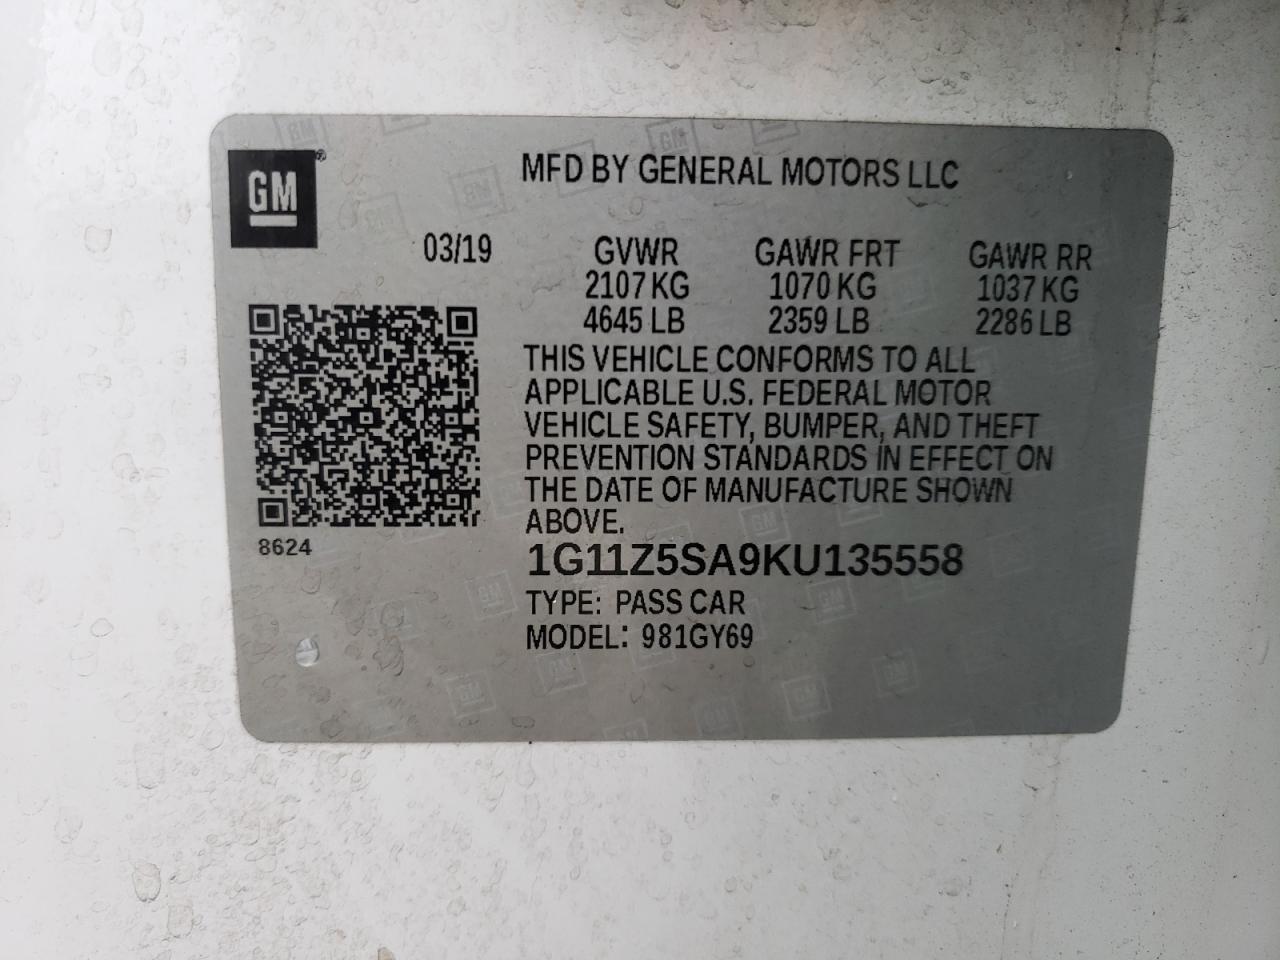 GM
MFD BY GENERAL MOTORS LLC
03/19
GVWR GAWR FRT GAWR RR
2107 KG 1070 KG 1037 KG
4645 LB 2359 LB 2286 LB
THIS VEHICLE CONFORMS TO ALL
APPLICABLE U.S. FEDERAL MOTOR
VEHICLE SAFETY, BUMPER, AND THEFT
PREVENTION STANDARDS IN EFFECT ON
THE DATE OF MANUFACTURE SHOWN
ABOVE.
8624
1G11Z5SA9KU135558
TYPE: PASS CAR
MODEL: 981GY69